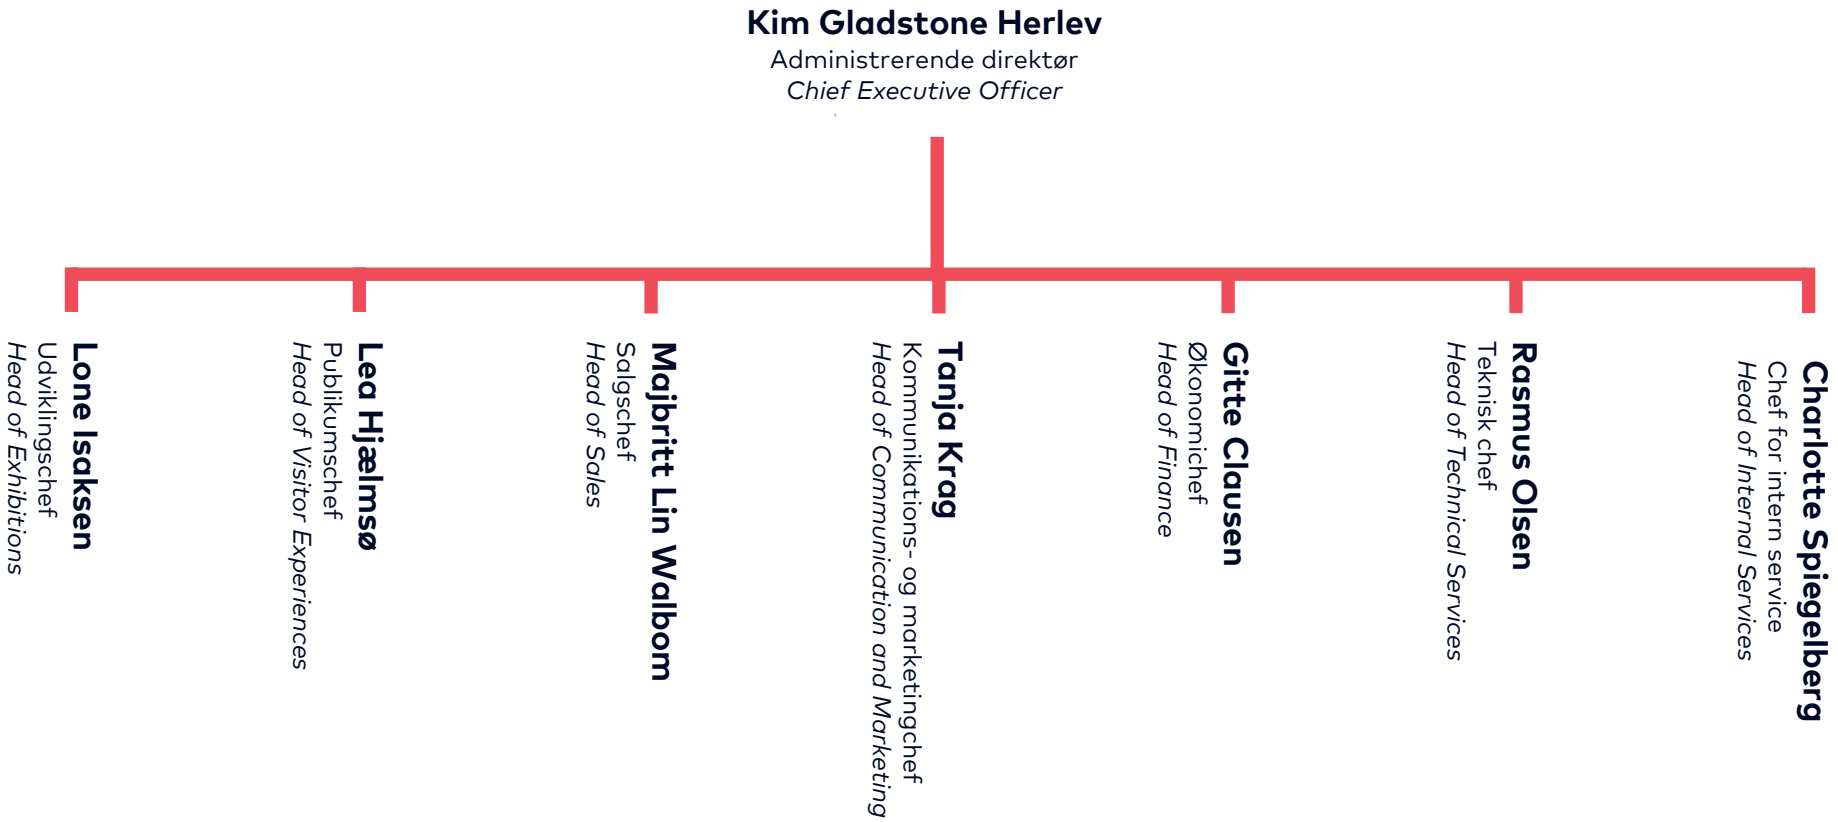 Kim Gladstone Herlev
Administrerende direktør
Chief Executive Officer
Lone Isaksen
Udviklingschef
Head of Exhibitions
Lea Hjælmsø
Publikumschef
Head of Visitor Experiences
Majbritt Lin Walbom
Salgschef
Head of Sales
Tanja Krag
Kommunikations- og marketingchef
Head of Communication and Marketing
Gitte Clausen
Økonomichef
Head of Finance
Rasmus Olsen
Teknisk chef
Head of Technical Services
Charlotte Spiegelberg
Chef for intern service
Head of Internal Services